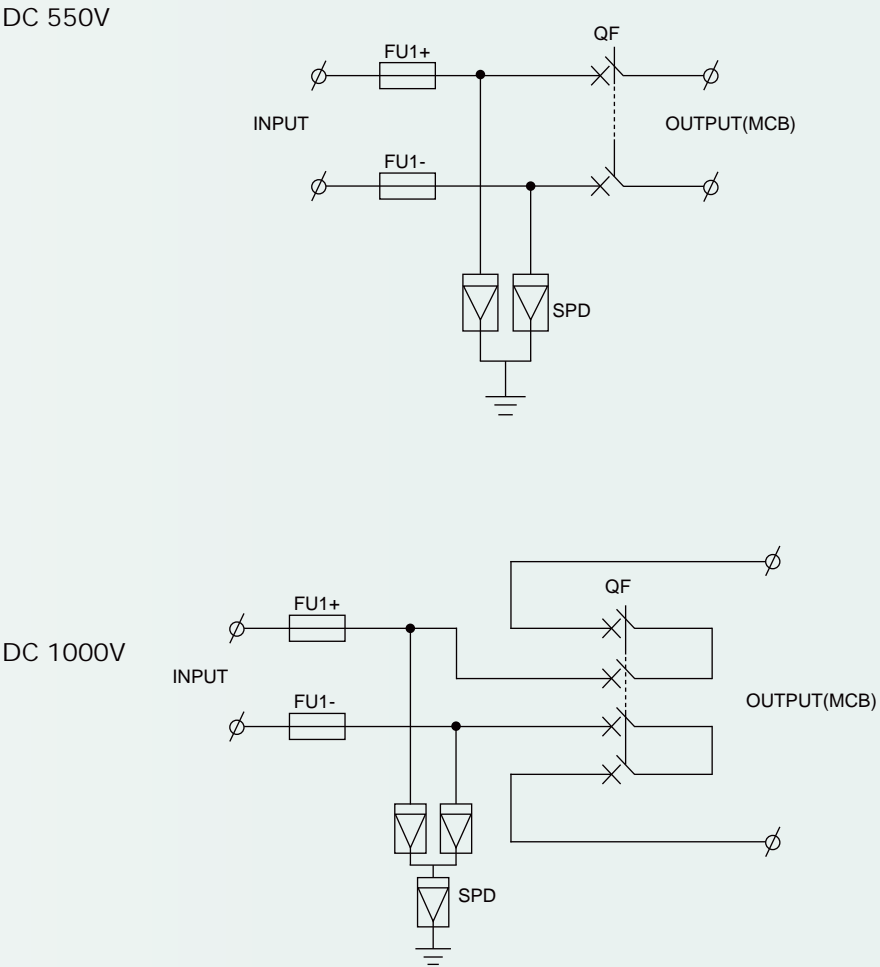 DC 550V
QF
FU1+
INPUT
OUTPUT(MCB)
FU1-
SPD
QF
FU1+
DC 1000V
INPUT
OUTPUT(MCB)
FU1-
SPD